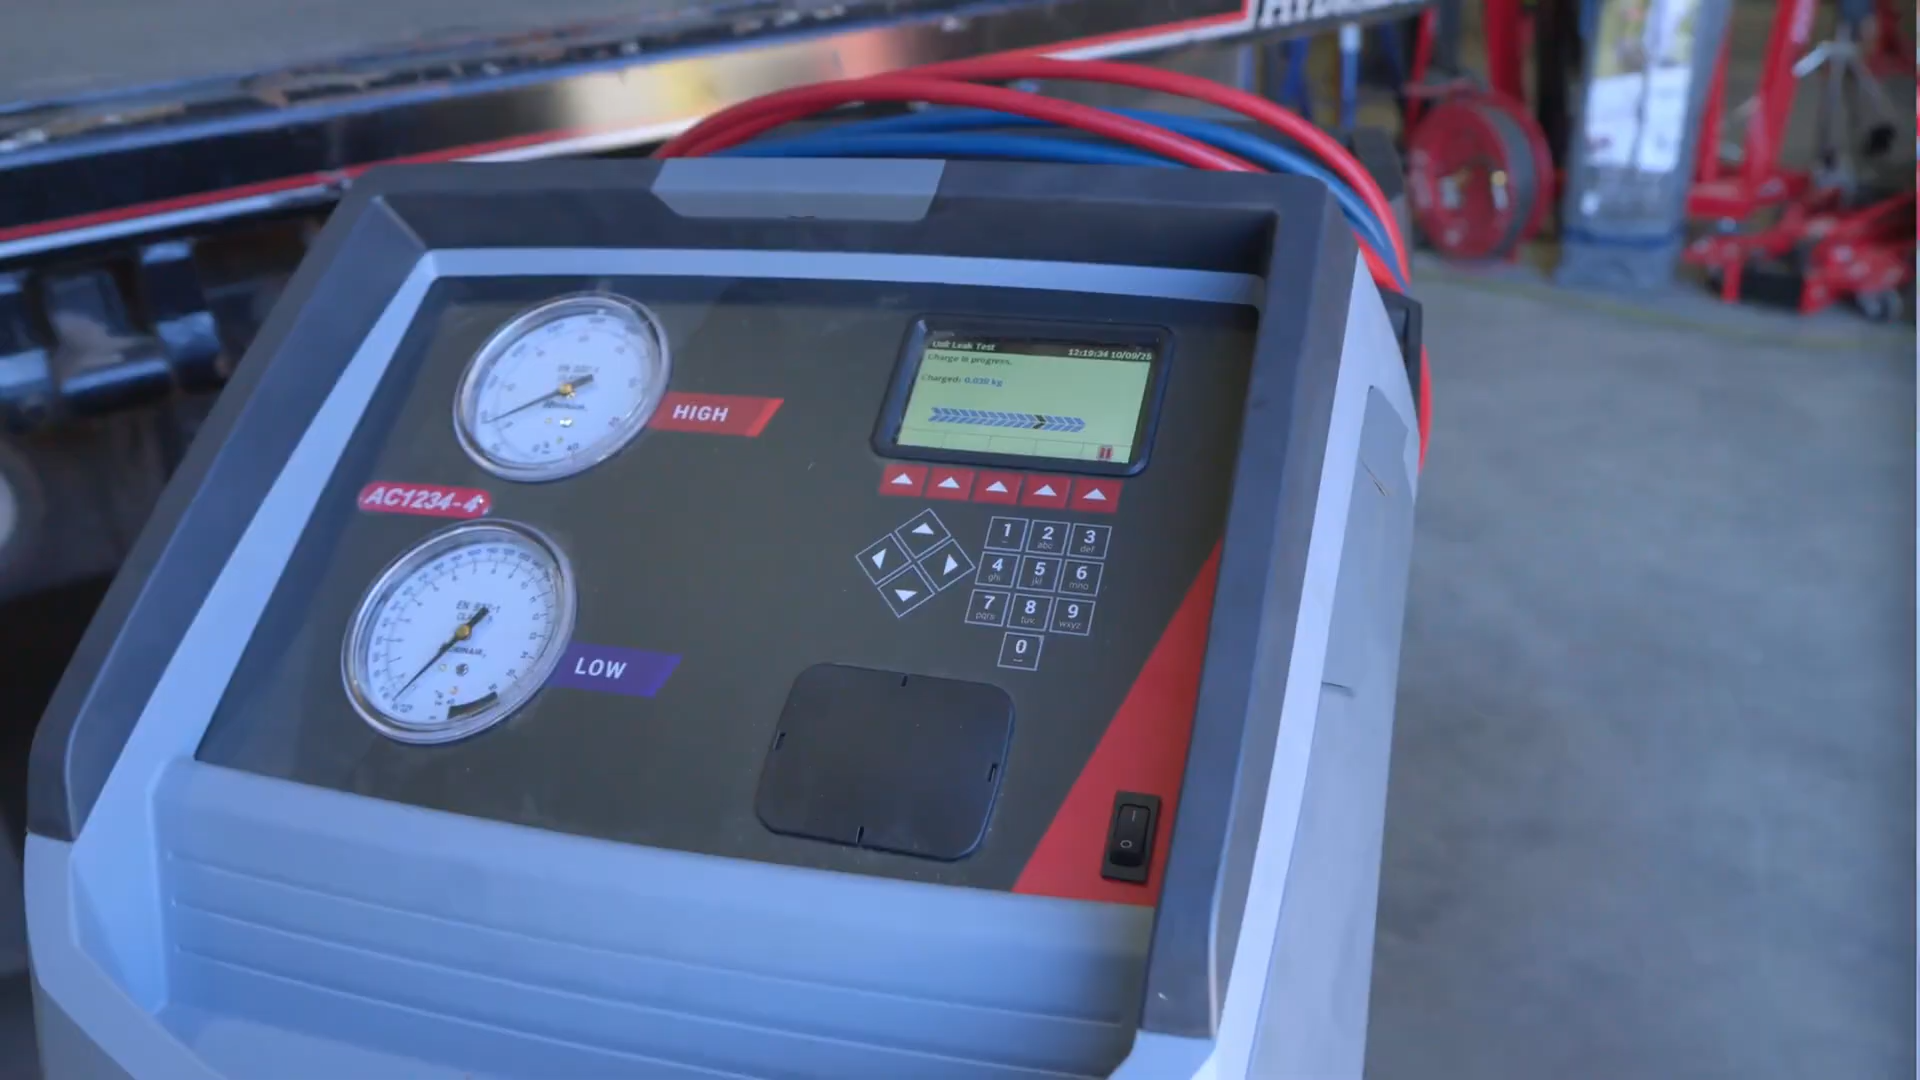 HIGH
AC1234-4
LOW
Unit Leak Test
12:19:34 10/09/25
Charge in progress.
Charged: 0.030 kg
1
2
abc
3
def
4
ghi
5
jkl
6
mno
7
pqrs
8
tuv
9
wxyz
0
ROBINAIR